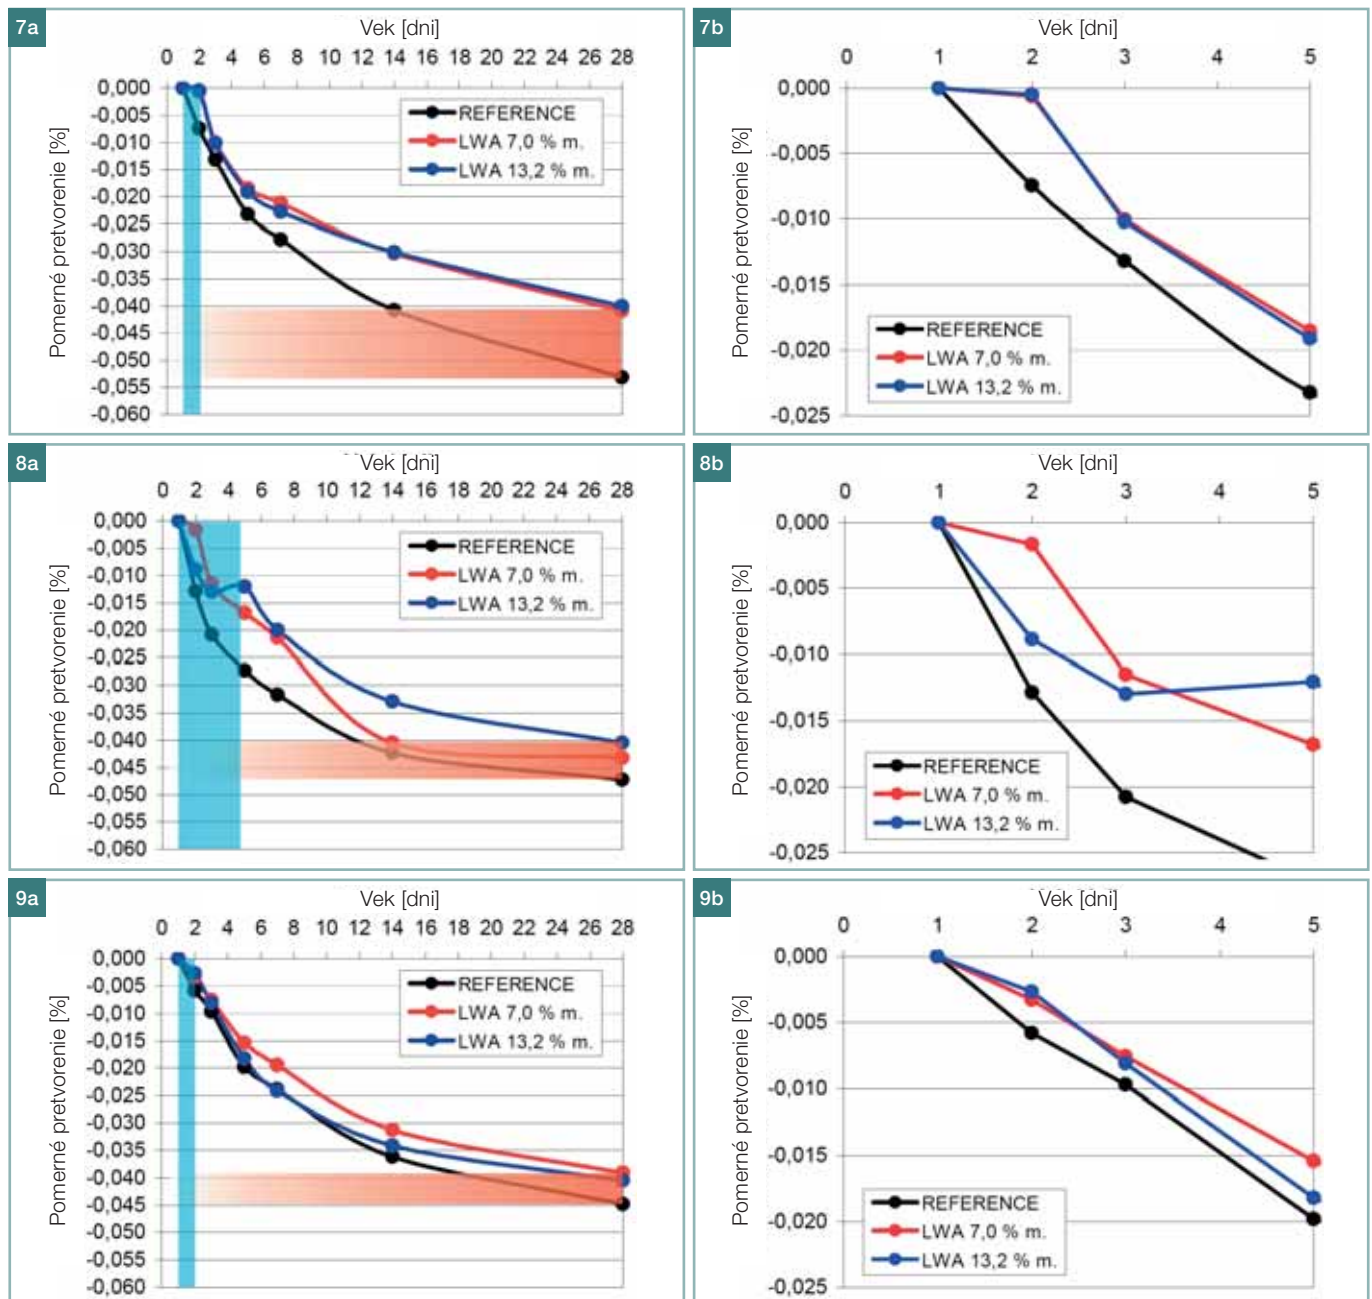 7a
Vek [dni]
0 2 4 6 8 10 12 14 16 18 20 22 24 26 28
Pomerné pretvorenie [%]
0,000
-0,005
-0,010
-0,015
-0,020
-0,025
-0,030
-0,035
-0,040
-0,045
-0,050
-0,055
-0,060
REFERENCE
LWA 7,0 % m.
LWA 13,2 % m.
7b
Vek [dni]
0 1 2 3 4 5
Pomerné pretvorenie [%]
0,000
-0,005
-0,010
-0,015
-0,020
-0,025
REFERENCE
LWA 7,0 % m.
LWA 13,2 % m.
8a
Vek [dni]
0 2 4 6 8 10 12 14 16 18 20 22 24 26 28
Pomerné pretvorenie [%]
0,000
-0,005
-0,010
-0,015
-0,020
-0,025
-0,030
-0,035
-0,040
-0,045
-0,050
-0,055
-0,060
REFERENCE
LWA 7,0 % m.
LWA 13,2 % m.
8b
Vek [dni]
0 1 2 3 4 5
Pomerné pretvorenie [%]
0,000
-0,005
-0,010
-0,015
-0,020
-0,025
REFERENCE
LWA 7,0 % m.
LWA 13,2 % m.
9a
Vek [dni]
0 2 4 6 8 10 12 14 16 18 20 22 24 26 28
Pomerné pretvorenie [%]
0,000
-0,005
-0,010
-0,015
-0,020
-0,025
-0,030
-0,035
-0,040
-0,045
-0,050
-0,055
-0,060
REFERENCE
LWA 7,0 % m.
LWA 13,2 % m.
9b
Vek [dni]
0 1 2 3 4 5
Pomerné pretvorenie [%]
0,000
-0,005
-0,010
-0,015
-0,020
-0,025
REFERENCE
LWA 7,0 % m.
LWA 13,2 % m.